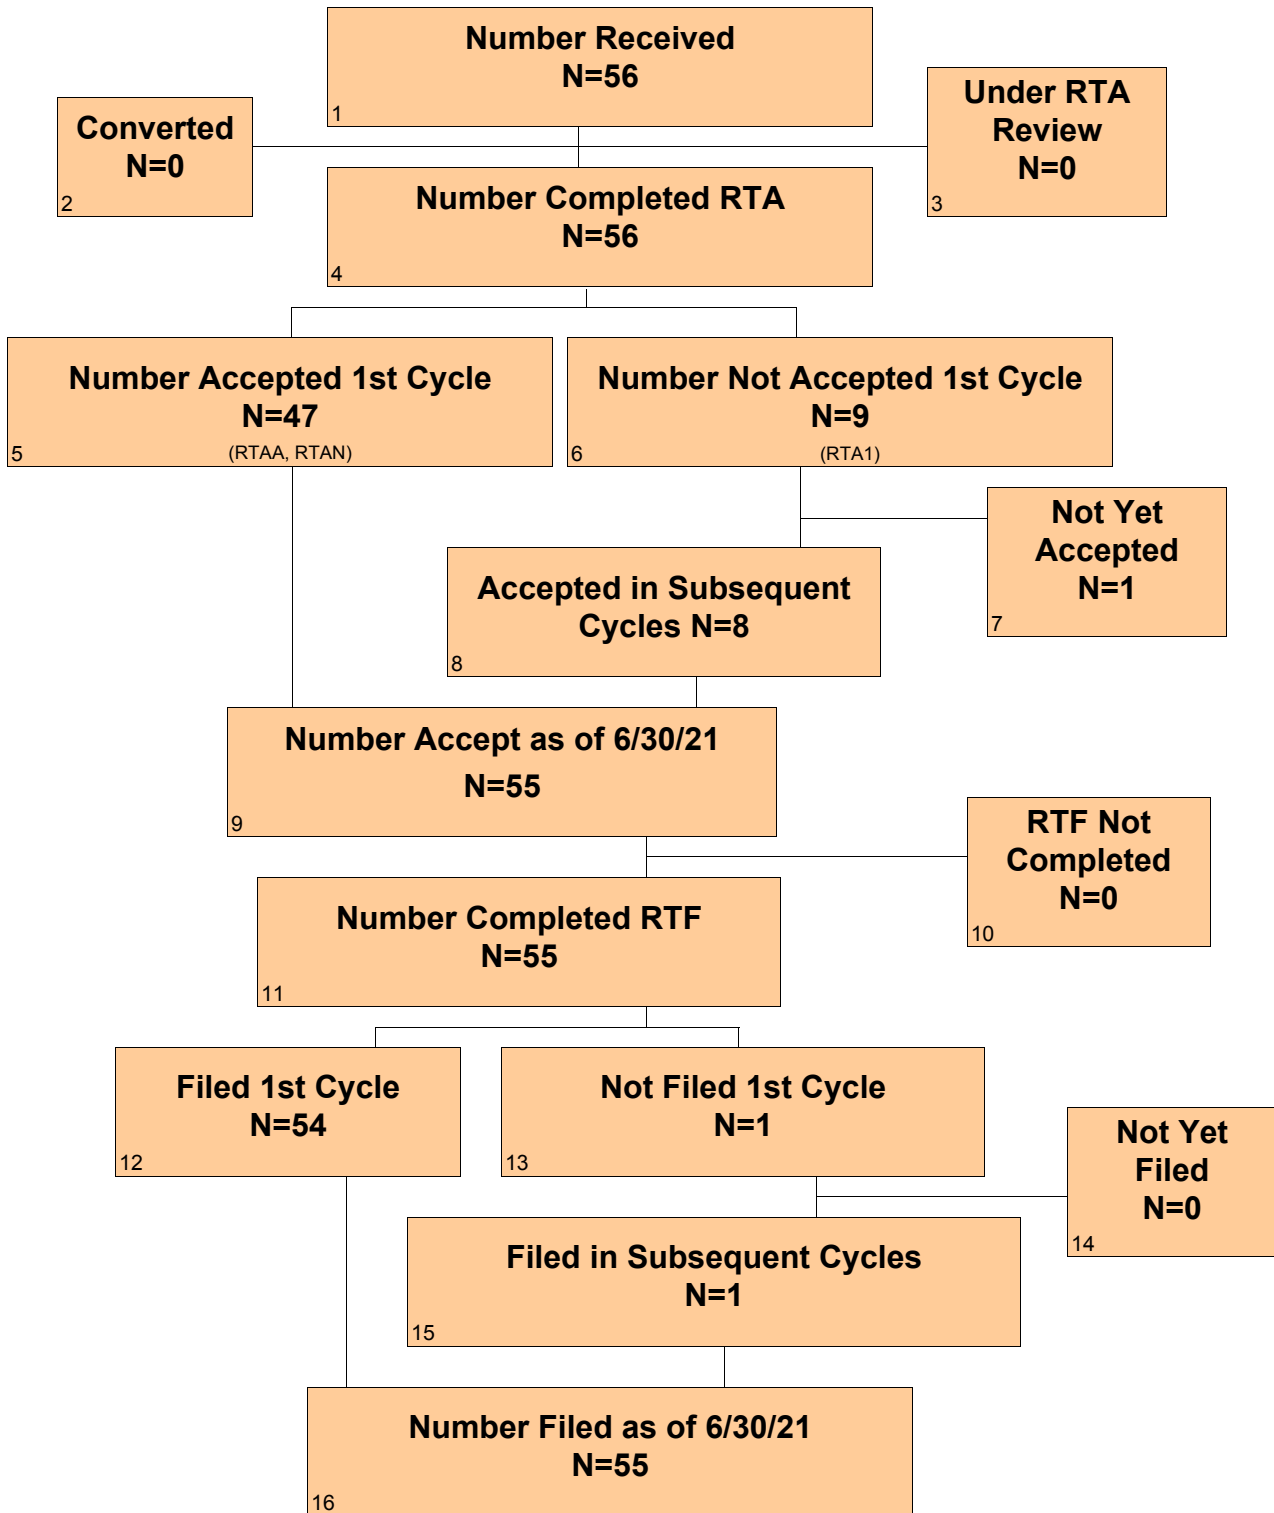 Number Received
N=56
1
Converted
N=0
2
Under RTA
Review
N=0
3
Number Completed RTA
N=56
4
Number Accepted 1st Cycle
N=47
(RTAA, RTAN)
5
Number Not Accepted 1st Cycle
N=9
(RTA1)
6
Not Yet
Accepted
N=1
7
Accepted in Subsequent
Cycles N=8
8
Number Accept as of 6/30/21
N=55
9
RTF Not
Completed
N=0
10
Number Completed RTF
N=55
11
Filed 1st Cycle
N=54
12
Not Filed 1st Cycle
N=1
13
Not Yet
Filed
N=0
14
Filed in Subsequent Cycles
N=1
15
Number Filed as of 6/30/21
N=55
16